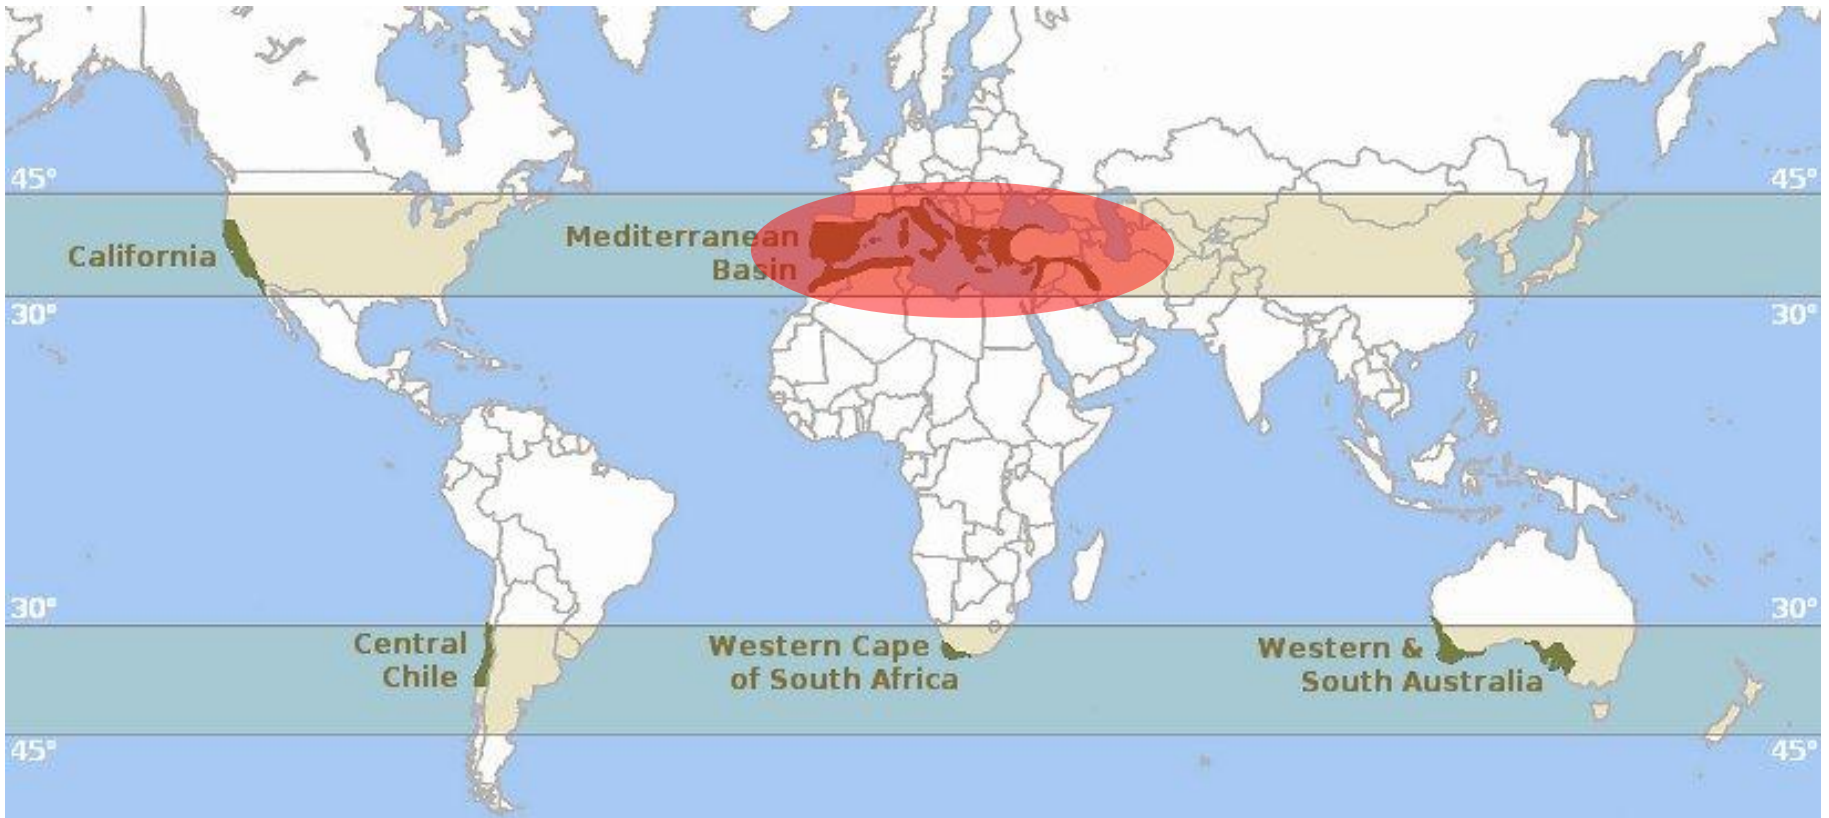 45°
45°
California
Mediterranean
Basin
30°
30°
30°
30°
Central
Chile
Western Cape
of South Africa
Western &
South Australia
45°
45°